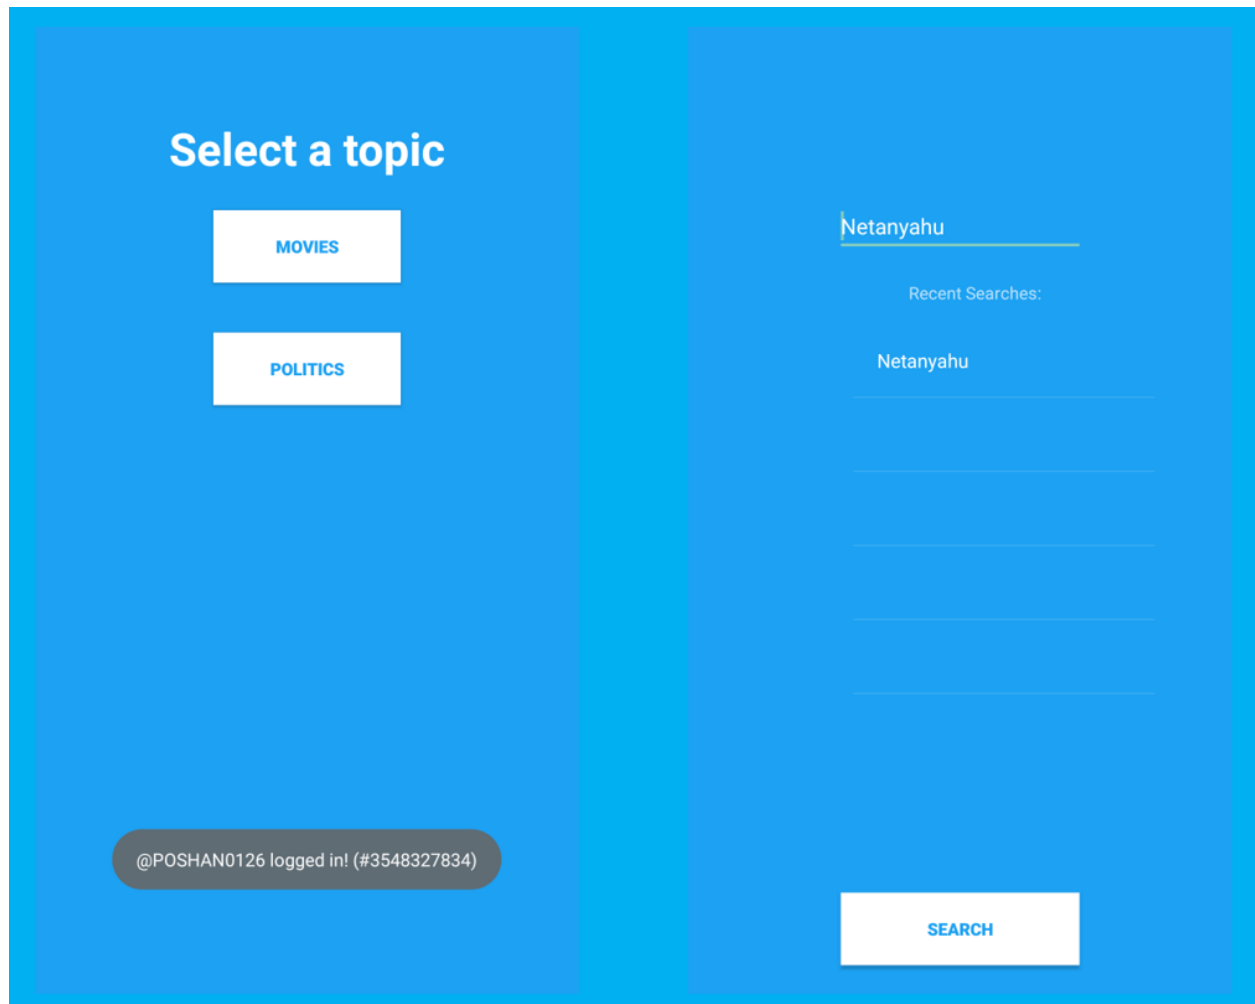 Select a topic
MOVIES
POLITICS
@POSHAN0126 logged in! (#3548327834)
Netanyahu
Recent Searches:
Netanyahu
SEARCH